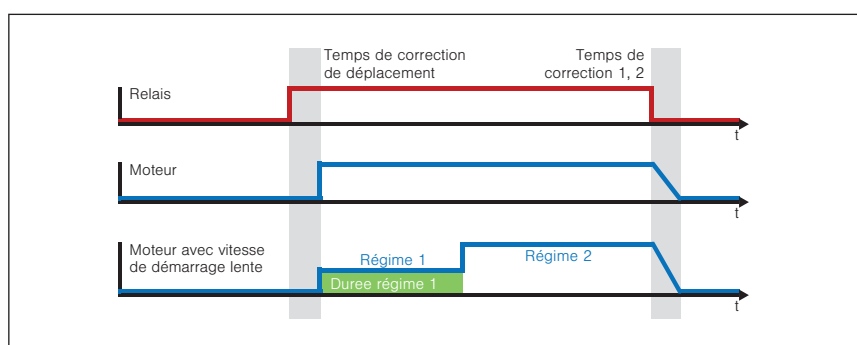 Temps de correction
de déplacement
Temps de
correction 1, 2
Relais
t
Moteur
t
Moteur avec vitesse
de démarrage lente
Régime 1
Régime 2
Duree régime 1
t